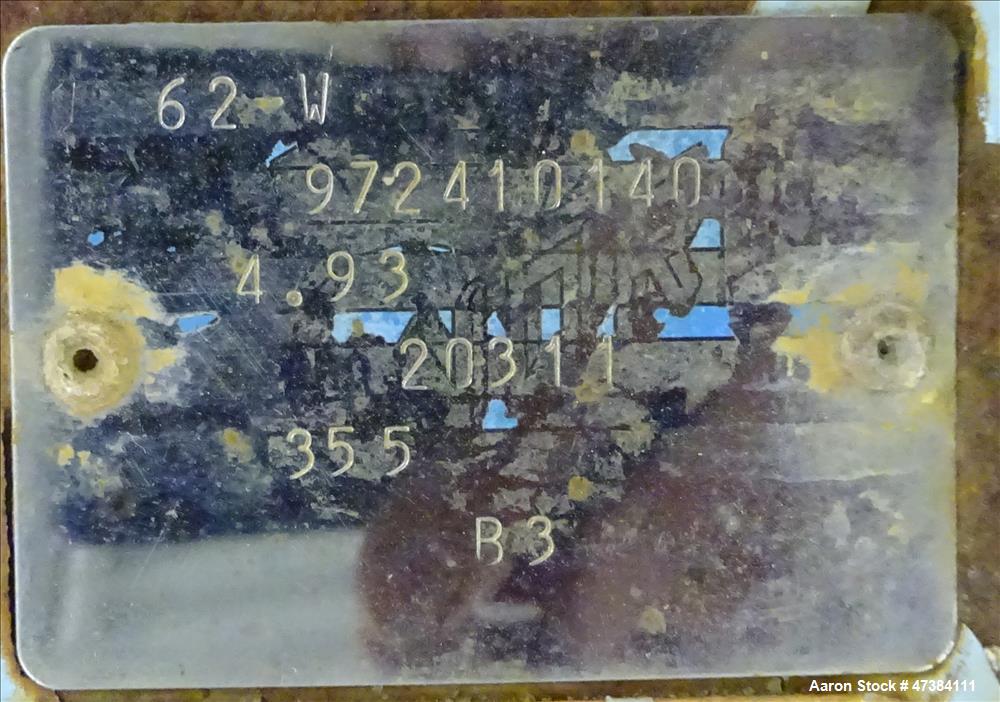 62 W
972410140
4.93
20311
355
B3
Aaron Stock # 47384111